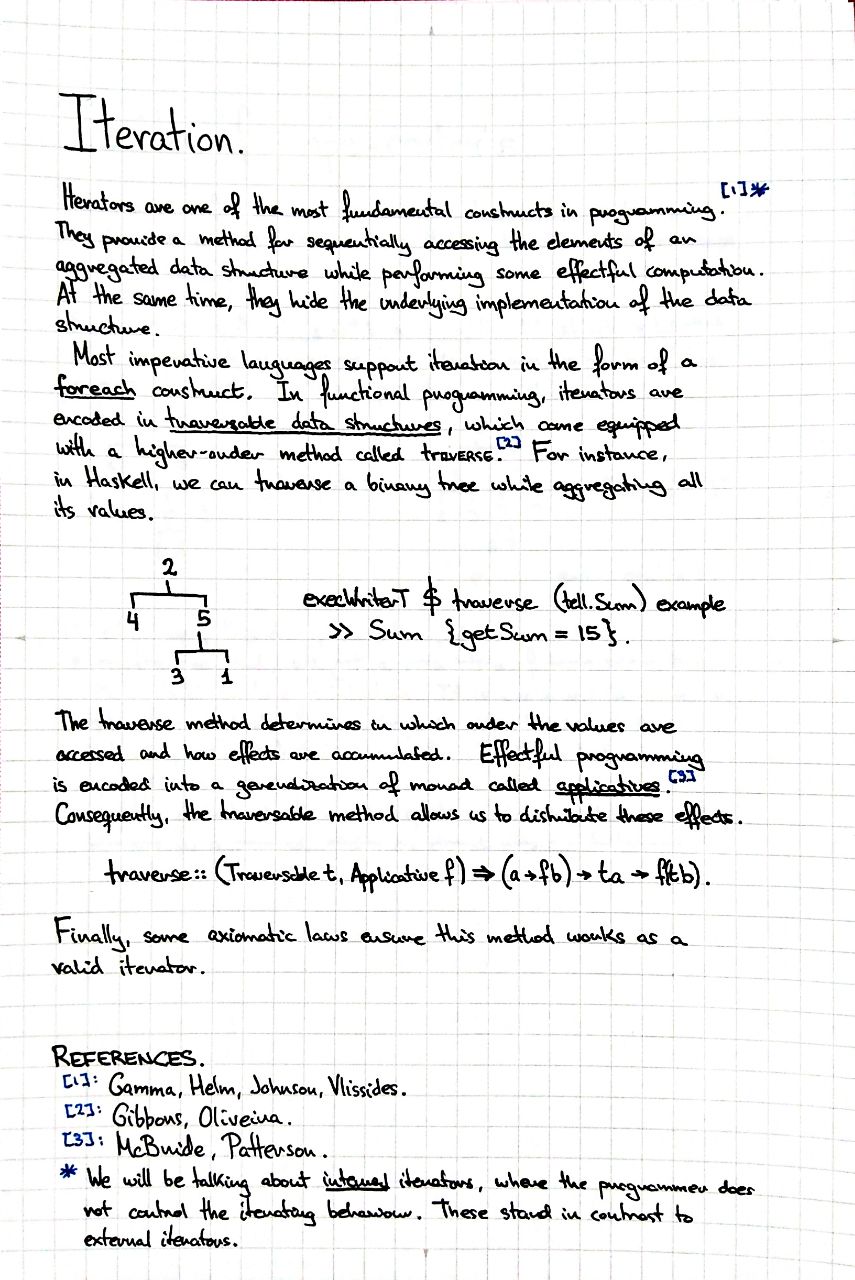 Iteration.
Iterators are one of the most fundamental constructs in programming.[1]*
They provide a method for sequentially accessing the elements of an
aggregated data structure while performing some effectful computation.
At the same time, they hide the underlying implementation of the data
structure.
Most imperative languages support iteration in the form of a
foreach construct. In functional programming, iterators are
encoded in traversable data structures, which come equipped
with a higher-order method called TRAVERSE.[2] For instance,
in Haskell, we can traverse a binary tree while aggregating all
its values.
2
4 5
3 1
execWriterT $ traverse (tell.Sum) example
>> Sum {getSum = 15}.
The traverse method determines in which order the values are
accessed and how effects are accumulated. Effectful programming
is encoded into a generalization of monad called applicatives.[3]
Consequently, the traversable method allows us to distribute these effects.
traverse :: (Traversable t, Applicative f) ⇒ (a → f b) → t a → f(t b).
Finally, some axiomatic laws ensure this method works as a
valid iterator.
REFERENCES.
[1]: Gamma, Helm, Johnson, Vlissides.
[2]: Gibbons, Oliveira.
[3]: McBride, Patterson.
* We will be talking about internal iterators, where the programmer does
not control the iterating behaviour. These stand in contrast to
external iterators.